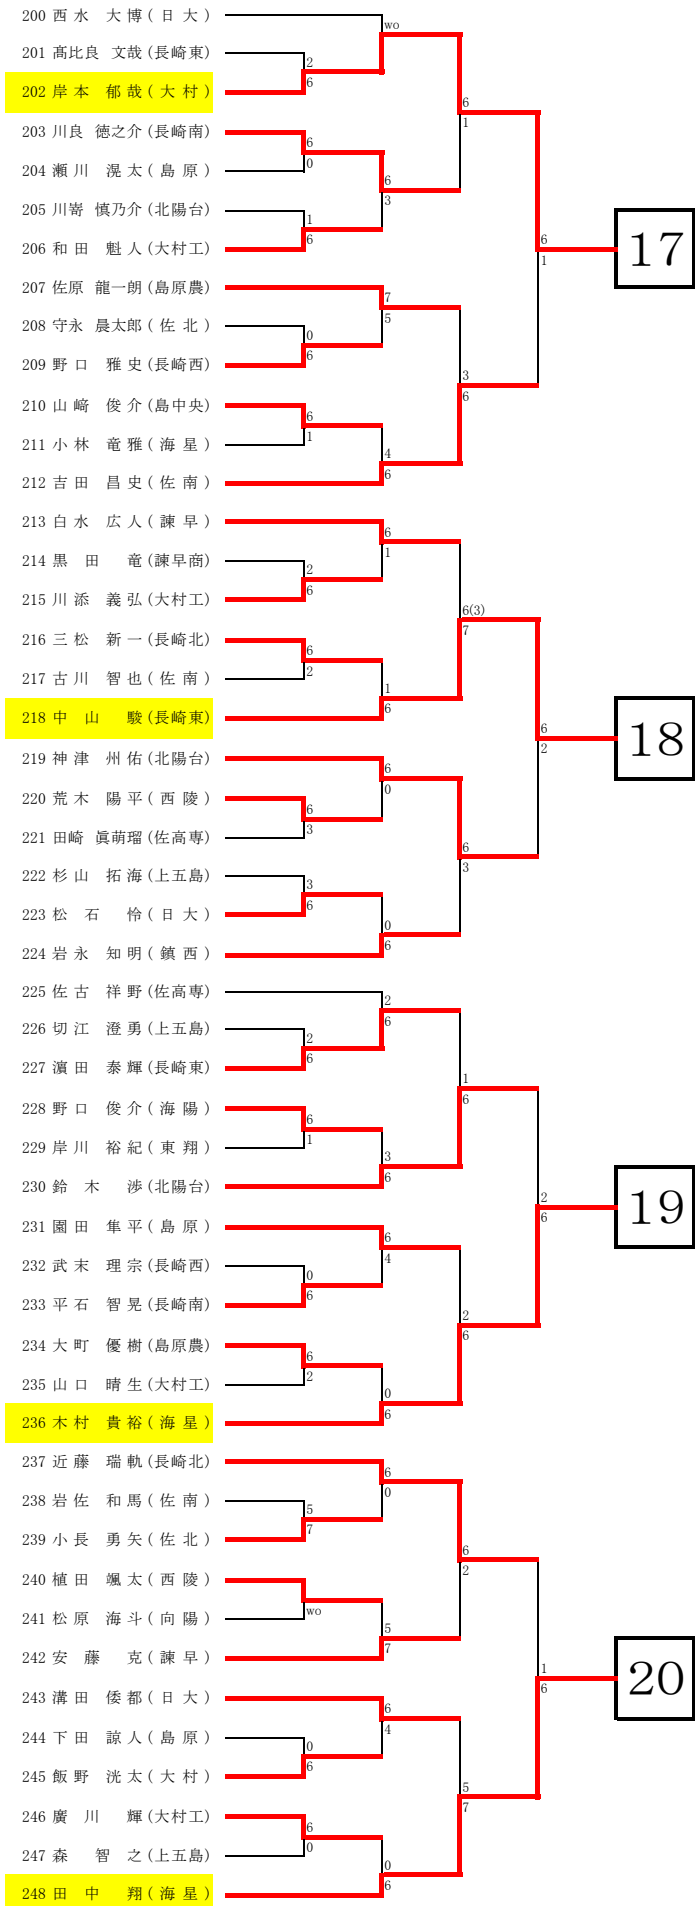 200 西水 大博(日大)
wo
201 髙比良 文哉(長崎東)
2
6
202 岸本 郁哉(大村)
6
1
203 川良 徳之介(長崎南)
6
0
204 瀬川 滉太(島原)
6
3
205 川嵜 慎乃介(北陽台)
1
6
206 和田 魁人(大村工)
6
1
17
207 佐原 龍一朗(島原農)
7
5
208 守永 晨太郎(佐北)
0
6
209 野口 雅史(長崎西)
3
6
210 山﨑 俊介(島中央)
6
1
211 小林 竜雅(海星)
4
6
212 吉田 昌史(佐南)
213 白水 広人(諫早)
6
1
214 黒田 竜(諫早商)
2
6
215 川添 義弘(大村工)
6(3)
7
216 三松 新一(長崎北)
6
2
217 古川 智也(佐南)
1
6
218 中山 駿(長崎東)
6
2
18
219 神津 州佑(北陽台)
6
0
220 荒木 陽平(西陵)
6
3
221 田崎 眞萌瑠(佐高専)
6
3
222 杉山 拓海(上五島)
3
6
223 松石 怜(日大)
0
6
224 岩永 知明(鎮西)
225 佐古 祥野(佐高専)
2
6
226 切江 澄勇(上五島)
2
6
227 濵田 泰輝(長崎東)
1
6
228 野口 俊介(海陽)
6
1
229 岸川 裕紀(東翔)
3
6
230 鈴木 渉(北陽台)
2
6
19
231 園田 隼平(島原)
6
4
232 武末 理宗(長崎西)
0
6
233 平石 智晃(長崎南)
2
6
234 大町 優樹(島原農)
6
2
235 山口 晴生(大村工)
0
6
236 木村 貴裕(海星)
237 近藤 瑞軌(長崎北)
6
0
238 岩佐 和馬(佐南)
5
7
239 小長 勇矢(佐北)
6
2
240 植田 颯太(西陵)
wo
241 松原 海斗(向陽)
5
7
242 安藤 克(諫早)
1
6
20
243 溝田 倭都(日大)
6
4
244 下田 諒人(島原)
0
6
245 飯野 洸太(大村)
5
7
246 廣川 輝(大村工)
6
0
247 森 智之(上五島)
0
6
248 田中 翔(海星)